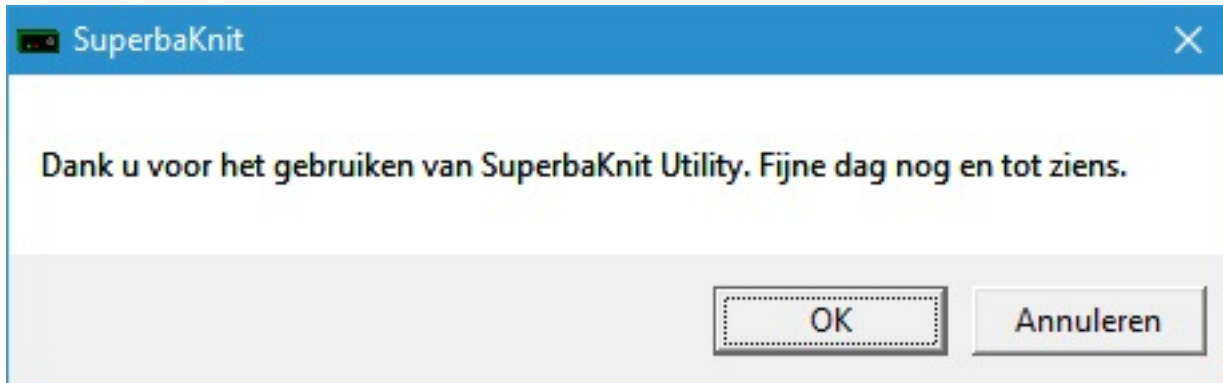 SuperbaKnit
Dank u voor het gebruiken van SuperbaKnit Utility. Fijne dag nog en tot ziens.
OK
Annuleren